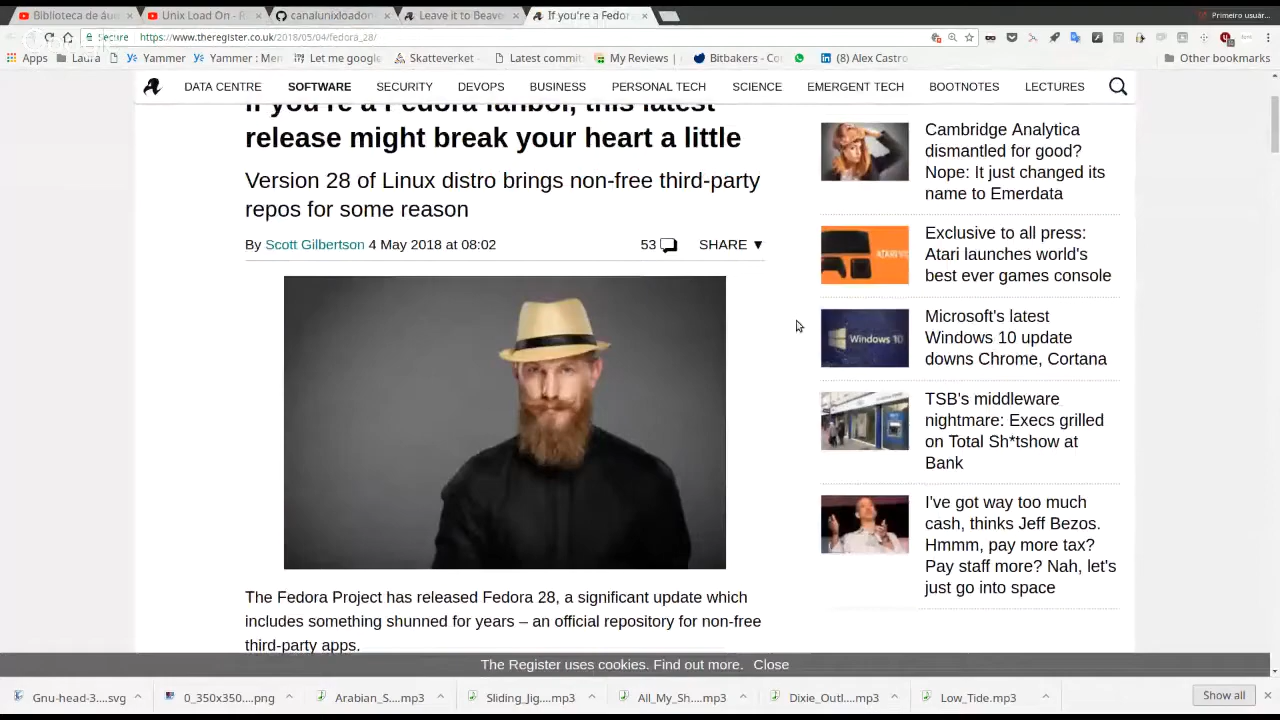 Biblioteca de áu
Unix Load On - 
canalunixloadon
Leave it to Beav
If you're a Fedor
Primeiro usuár...
Secure
https://www.theregister.co.uk/2018/05/04/fedora_28/
Apps
Laura
Yammer
Yammer : Men
Let me google
Skatteverket -
Latest commit
My Reviews |
Bitbakers - Co
(8) Alex Castro
Other bookmarks
DATA CENTRE
SOFTWARE
SECURITY
DEVOPS
BUSINESS
PERSONAL TECH
SCIENCE
EMERGENT TECH
BOOTNOTES
LECTURES
If you're a Fedora fanboi, this latest
release might break your heart a little
Version 28 of Linux distro brings non-free third-party
repos for some reason
By Scott Gilbertson 4 May 2018 at 08:02
53
SHARE ▼
The Fedora Project has released Fedora 28, a significant update which
includes something shunned for years – an official repository for non-free
third-party apps.
Cambridge Analytica
dismantled for good?
Nope: It just changed its
name to Emerdata
Exclusive to all press:
Atari launches world's
best ever games console
Microsoft's latest
Windows 10 update
downs Chrome, Cortana
Windows 10
TSB's middleware
nightmare: Execs grilled
on Total Sh*tshow at
Bank
I've got way too much
cash, thinks Jeff Bezos.
Hmmm, pay more tax?
Pay staff more? Nah, let's
just go into space
The Register uses cookies. Find out more. Close
Gnu-head-3....svg
0_350x350....png
Arabian_S....mp3
Sliding_Jig....mp3
All_My_Sh....mp3
Dixie_Outl....mp3
Low_Tide.mp3
Show all